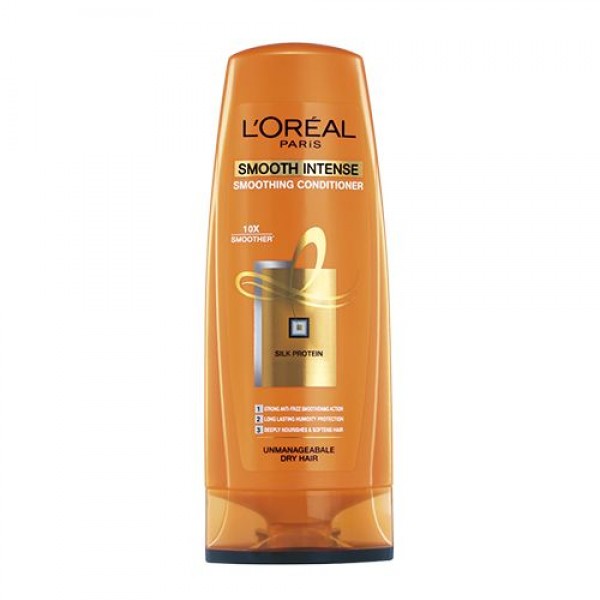 L'ORÉAL
PARIS
SMOOTH INTENSE
SMOOTHING CONDITIONER
10X
SMOOTHER*
SILK PROTEIN
1 STRONG ANTI-FRIZZ SMOOTHENING ACTION
2 LONG LASTING HUMIDITY PROTECTION
3 DEEPLY NOURISHES & SOFTENS HAIR
UNMANAGEABALE
DRY HAIR